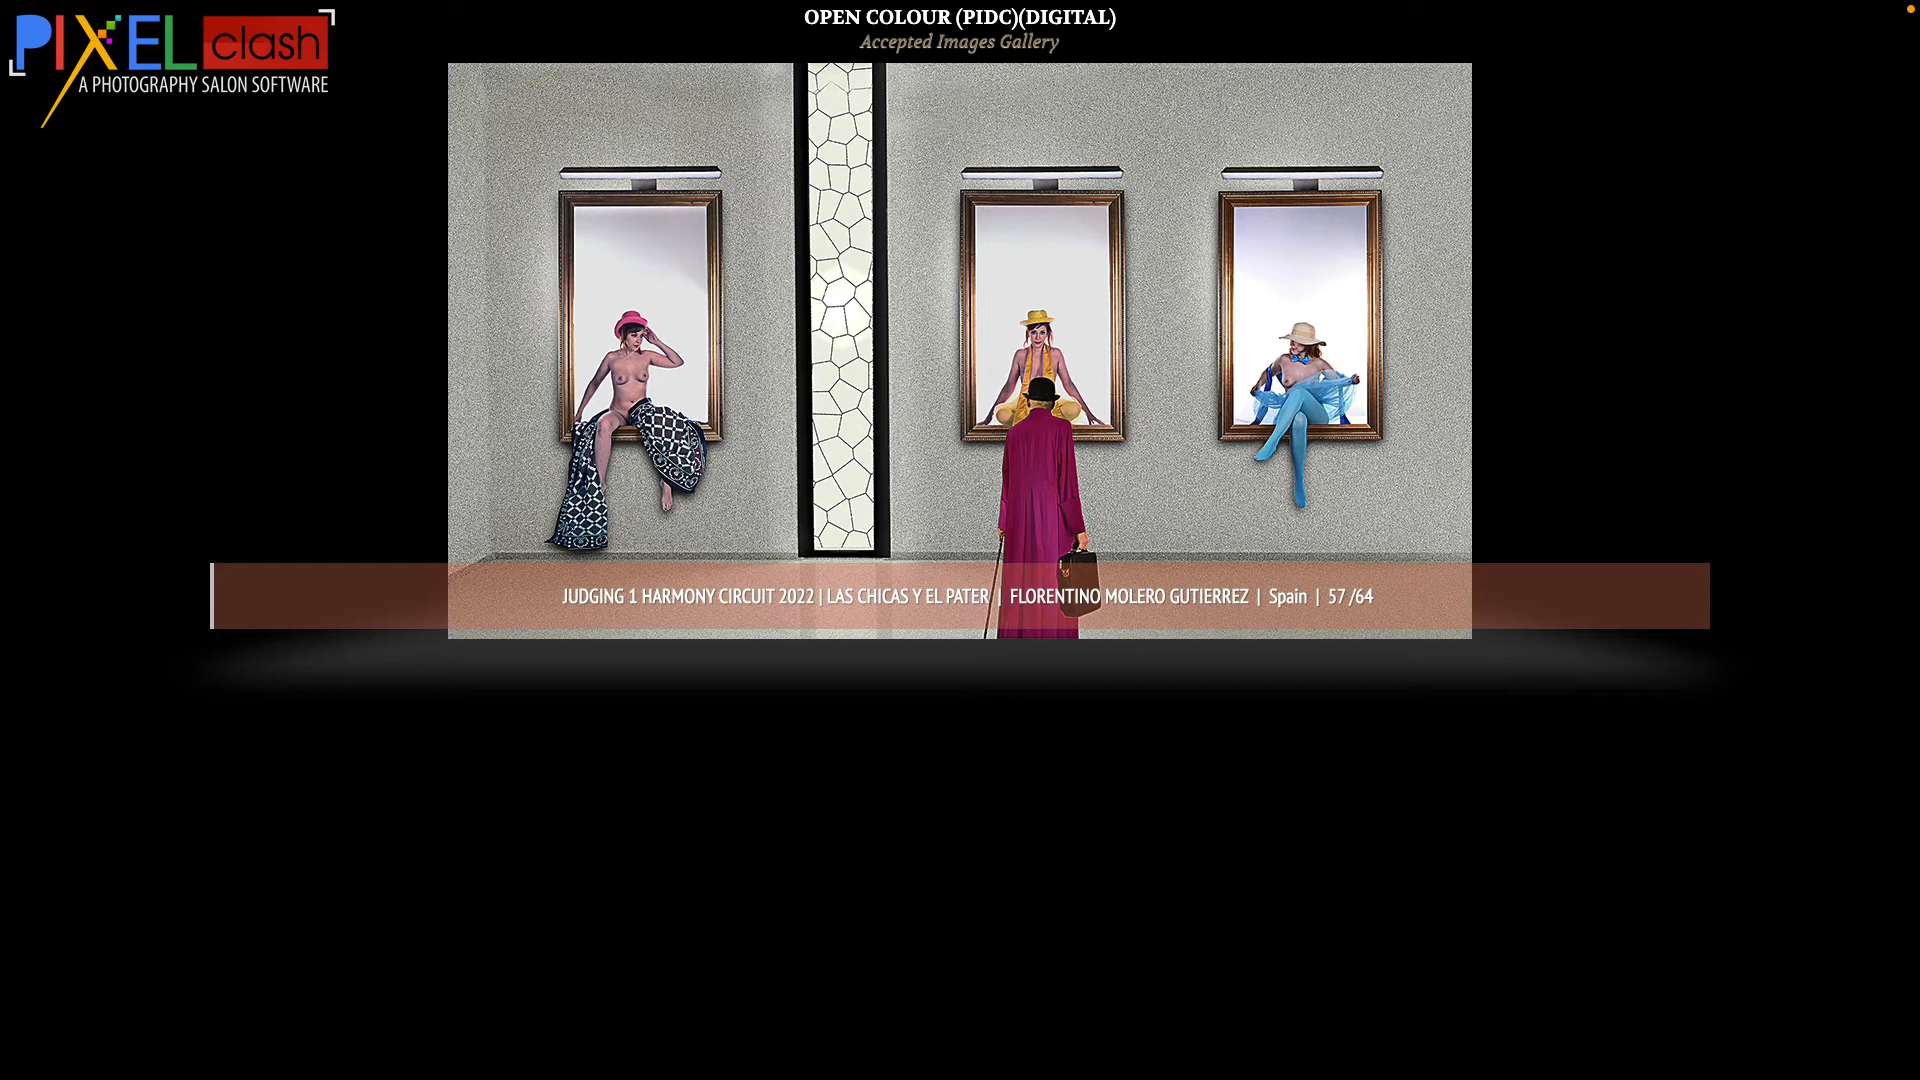 PIXEL clash
A PHOTOGRAPHY SALON SOFTWARE
OPEN COLOUR (PIDC)(DIGITAL)
Accepted Images Gallery
JUDGING 1 HARMONY CIRCUIT 2022 | LAS CHICAS Y EL PATER | FLORENTINO MOLERO GUTIERREZ | Spain | 57 /64